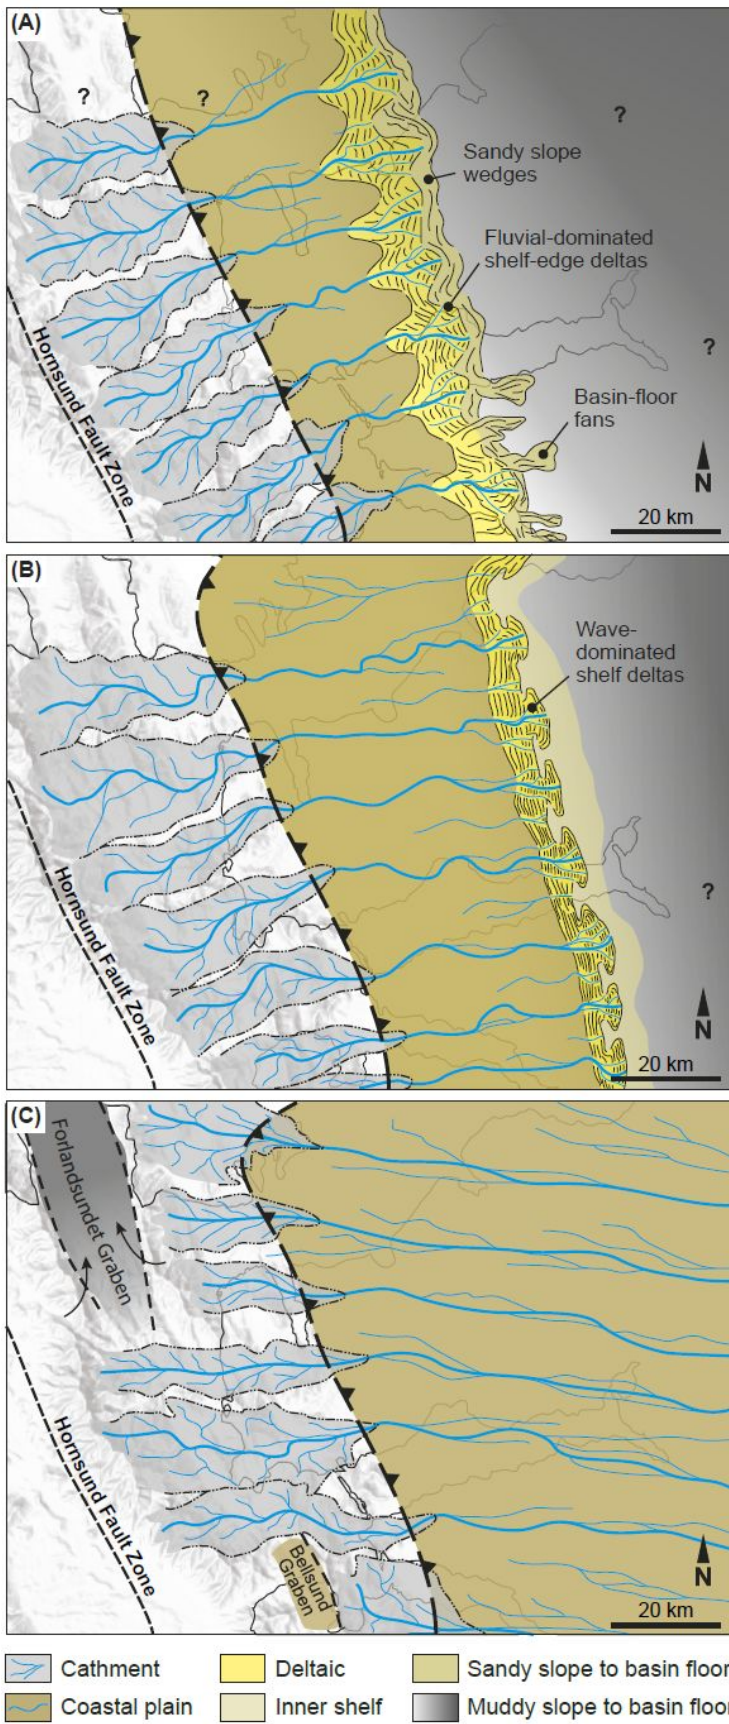 (A)
?
?
?
Sandy slope
wedges
Fluvial-dominated
shelf-edge deltas
?
Hornsund Fault Zone
Basin-floor
fans
N
20 km
(B)
Wave-
dominated
shelf deltas
Hornsund Fault Zone
?
N
20 km
(C)
Forlandsundet Graben
Hornsund Fault Zone
Bellsund
Graben
N
20 km
Cathment
Deltaic
Sandy slope to basin floor
Coastal plain
Inner shelf
Muddy slope to basin floor